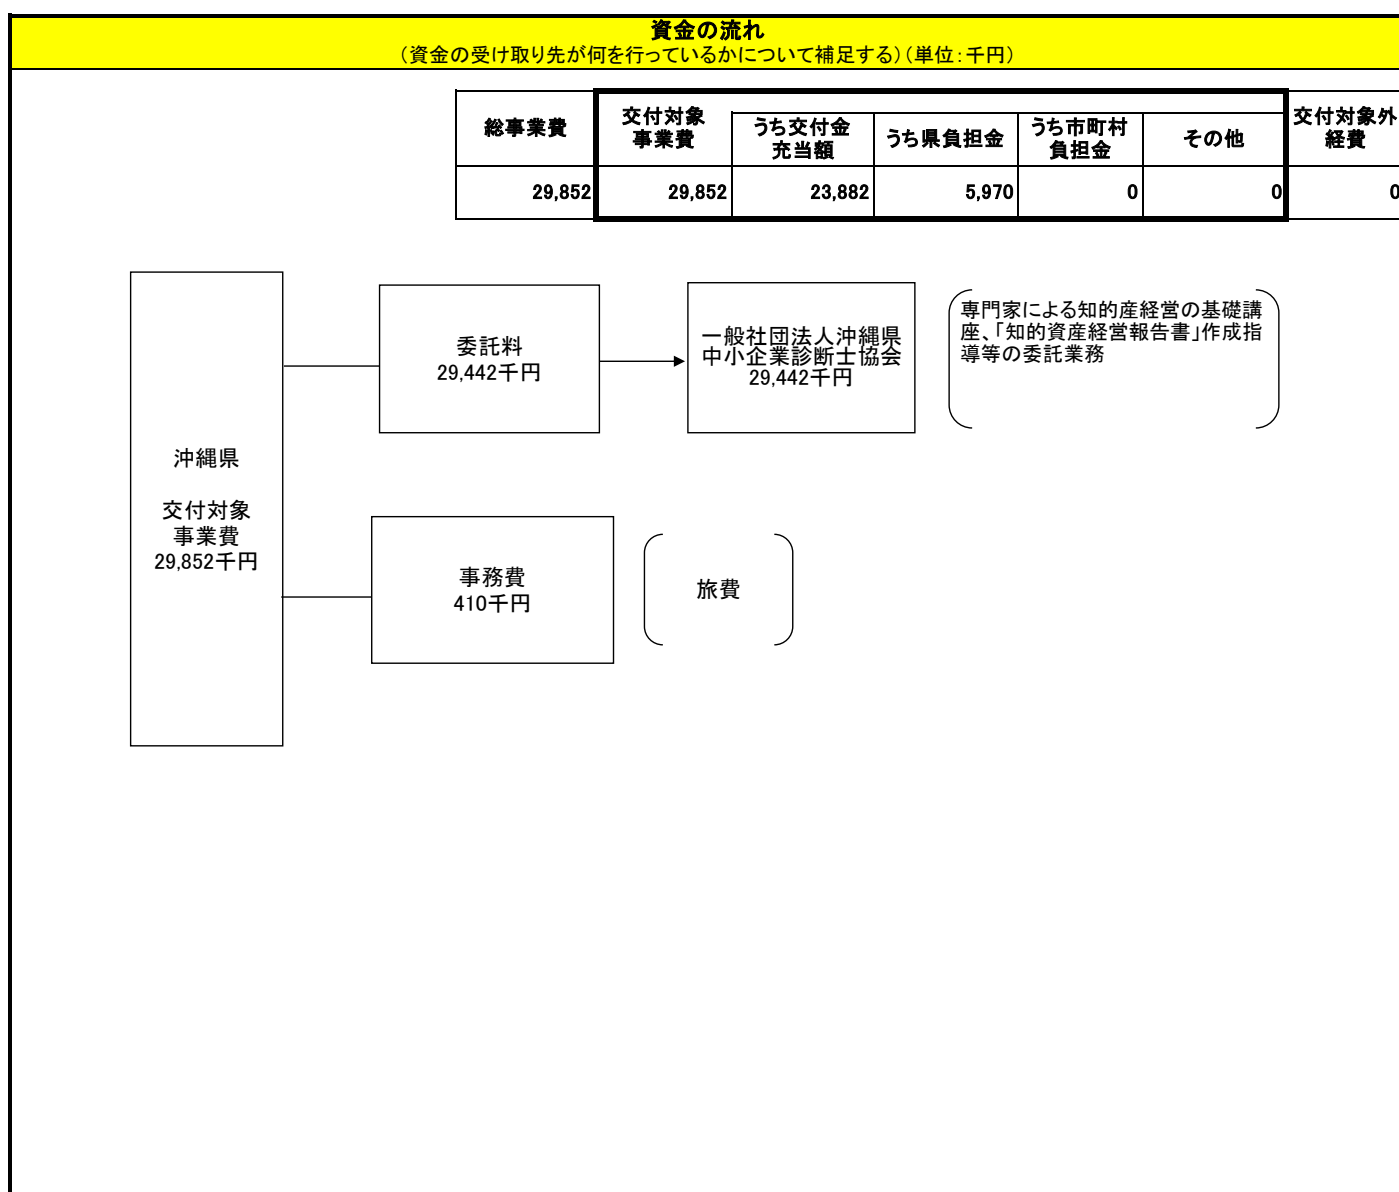 資金の流れ
（資金の受け取り先が何を行っているかについて補足する）（単位：千円）
総事業費
交付対象
事業費
うち交付金
充当額
うち県負担金
うち市町村
負担金
その他
交付対象外
経費
29,852
29,852
23,882
5,970
0
0
0
沖縄県
交付対象
事業費
29,852千円
委託料
29,442千円
一般社団法人沖縄県
中小企業診断士協会
29,442千円
専門家による知的産経営の基礎講
座、「知的資産経営報告書」作成指
導等の委託業務
事務費
410千円
旅費